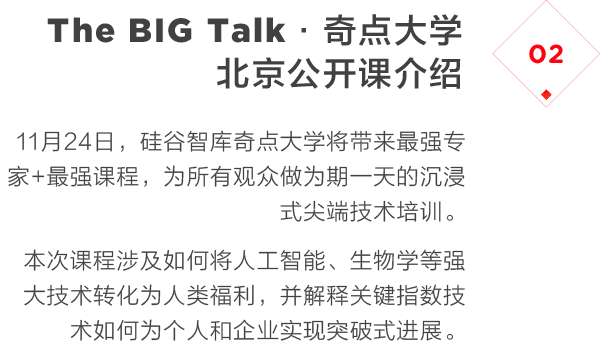 The BIG Talk · 奇点大学
北京公开课介绍
02
11月24日，硅谷智库奇点大学将带来最强专
家+最强课程，为所有观众做为期一天的沉浸
式尖端技术培训。
本次课程涉及如何将人工智能、生物学等强
大技术转化为人类福利，并解释关键指数技
术如何为个人和企业实现突破式进展。